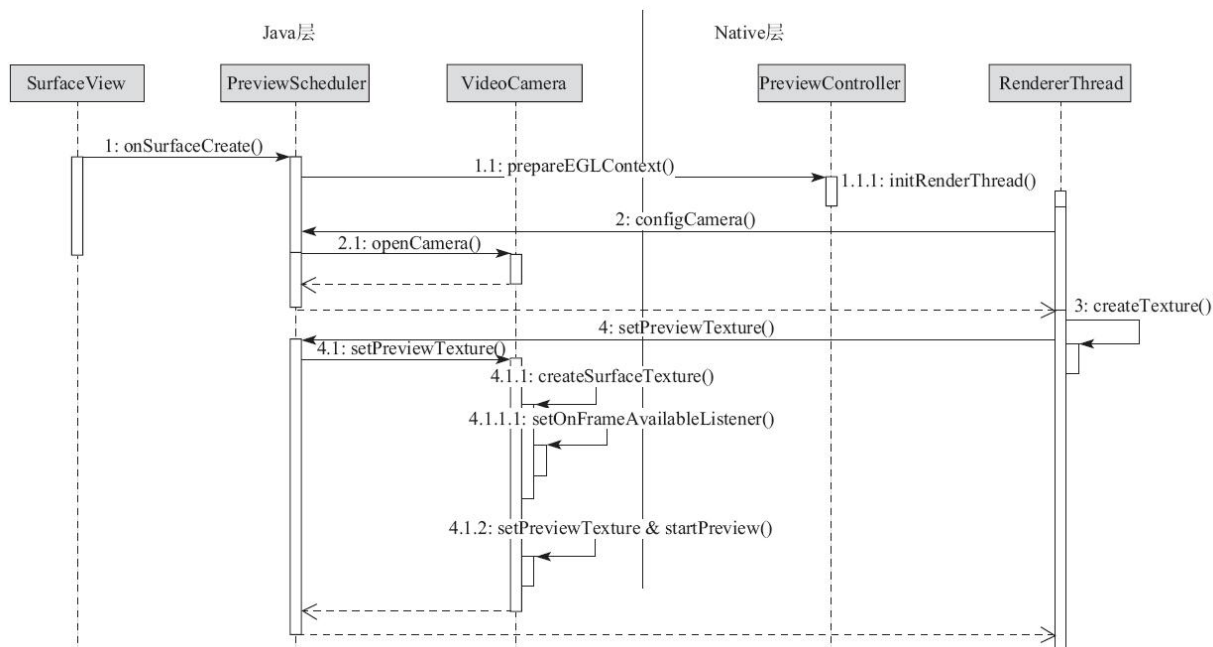 Java层
Native层
SurfaceView
PreviewScheduler
VideoCamera
PreviewController
RendererThread
1: onSurfaceCreate()
1.1: prepareEGLContext()
1.1.1: initRenderThread()
2: configCamera()
2.1: openCamera()
3: createTexture()
4: setPreviewTexture()
4.1: setPreviewTexture()
4.1.1: createSurfaceTexture()
4.1.1.1: setOnFrameAvailableListener()
4.1.2: setPreviewTexture & startPreview()